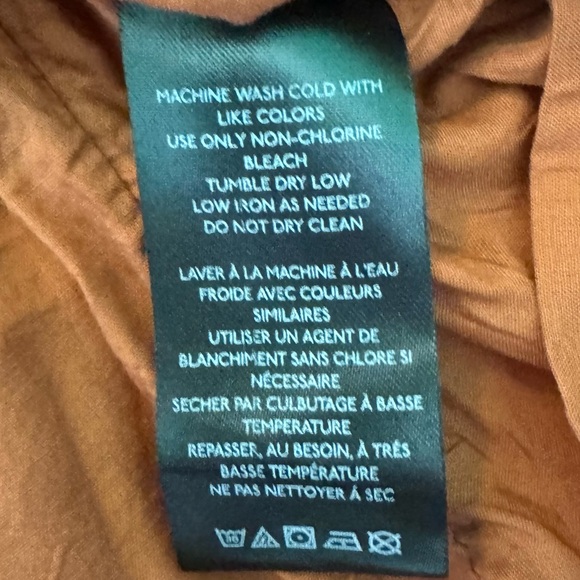 MACHINE WASH COLD WITH
LIKE COLORS
USE ONLY NON-CHLORINE
BLEACH
TUMBLE DRY LOW
LOW IRON AS NEEDED
DO NOT DRY CLEAN
LAVER À LA MACHINE À L'EAU
FROIDE AVEC COULEURS
SIMILAIRES
UTILISER UN AGENT DE
BLANCHIMENT SANS CHLORE SI
NÉCESSAIRE
SECHER PAR CULBUTAGE À BASSE
TEMPERATURE
REPASSER, AU BESOIN, À TRÉS
BASSE TEMPÉRATURE
NE PAS NETTOYER À SEC